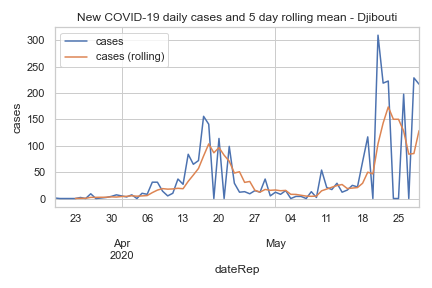 New COVID-19 daily cases and 5 day rolling mean - Djibouti
cases
cases (rolling)
300
250
200
150
100
50
0
cases
23 30 06 13 20 27 04 11 18 25
Apr May
2020
dateRep